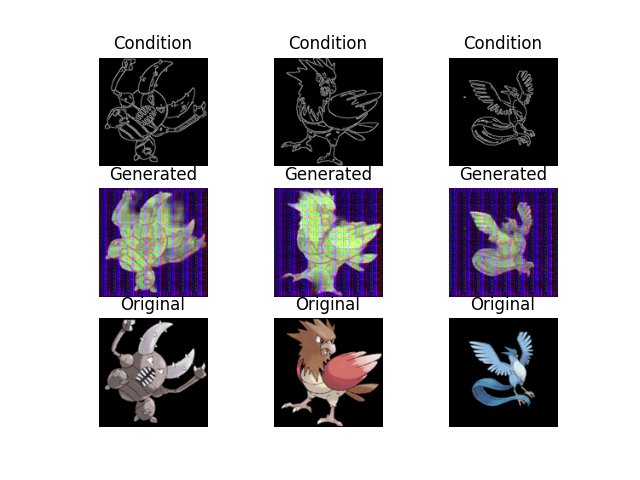 Condition Condition Condition
Generated Generated Generated
Original Original Original